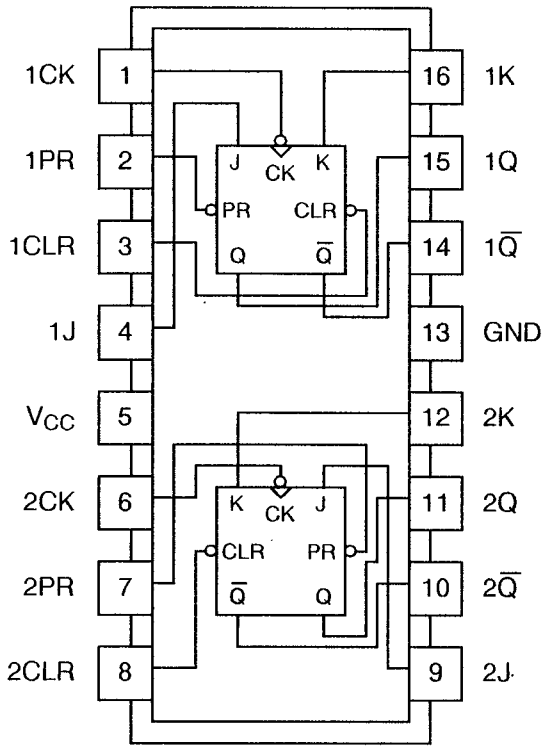 1CK 1 16 1K
J CK K
1PR 2 15 1Q
PR CLR
1CLR 3 Q Q̅ 14 1Q̅
1J 4 13 GND
VCC 5 12 2K
2CK 6 K CK J 11 2Q
CLR PR
2PR 7 Q̅ Q 10 2Q̅
2CLR 8 9 2J